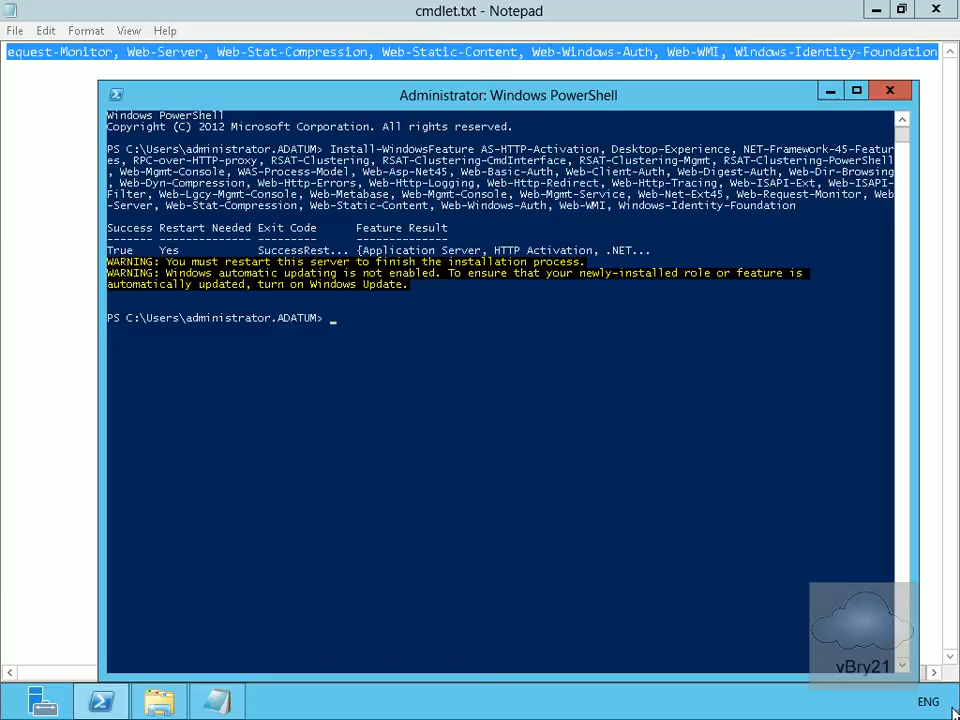 cmdlet.txt - Notepad
File Edit Format View Help
equest-Monitor, Web-Server, Web-Stat-Compression, Web-Static-Content, Web-Windows-Auth, Web-WMI, Windows-Identity-Foundation
Administrator: Windows PowerShell
Windows PowerShell
Copyright (C) 2012 Microsoft Corporation. All rights reserved.
PS C:\Users\administrator.ADATUM> Install-WindowsFeature AS-HTTP-Activation, Desktop-Experience, NET-Framework-45-Featur
es, RPC-over-HTTP-proxy, RSAT-Clustering, RSAT-Clustering-CmdInterface, RSAT-Clustering-Mgmt, RSAT-Clustering-PowerShell
, Web-Mgmt-Console, WAS-Process-Model, Web-Asp-Net45, Web-Basic-Auth, Web-Client-Auth, Web-Digest-Auth, Web-Dir-Browsing
, Web-Dyn-Compression, Web-Http-Errors, Web-Http-Logging, Web-Http-Redirect, Web-Http-Tracing, Web-ISAPI-Ext, Web-ISAPI-
Filter, Web-Lgcy-Mgmt-Console, Web-Metabase, Web-Mgmt-Console, Web-Mgmt-Service, Web-Net-Ext45, Web-Request-Monitor, Web
-Server, Web-Stat-Compression, Web-Static-Content, Web-Windows-Auth, Web-WMI, Windows-Identity-Foundation
Success Restart Needed Exit Code Feature Result
------- -------------- --------- --------------
True Yes SuccessRest... {Application Server, HTTP Activation, .NET...
WARNING: You must restart this server to finish the installation process.
WARNING: Windows automatic updating is not enabled. To ensure that your newly-installed role or feature is
automatically updated, turn on Windows Update.
PS C:\Users\administrator.ADATUM> _
vBry21
ENG